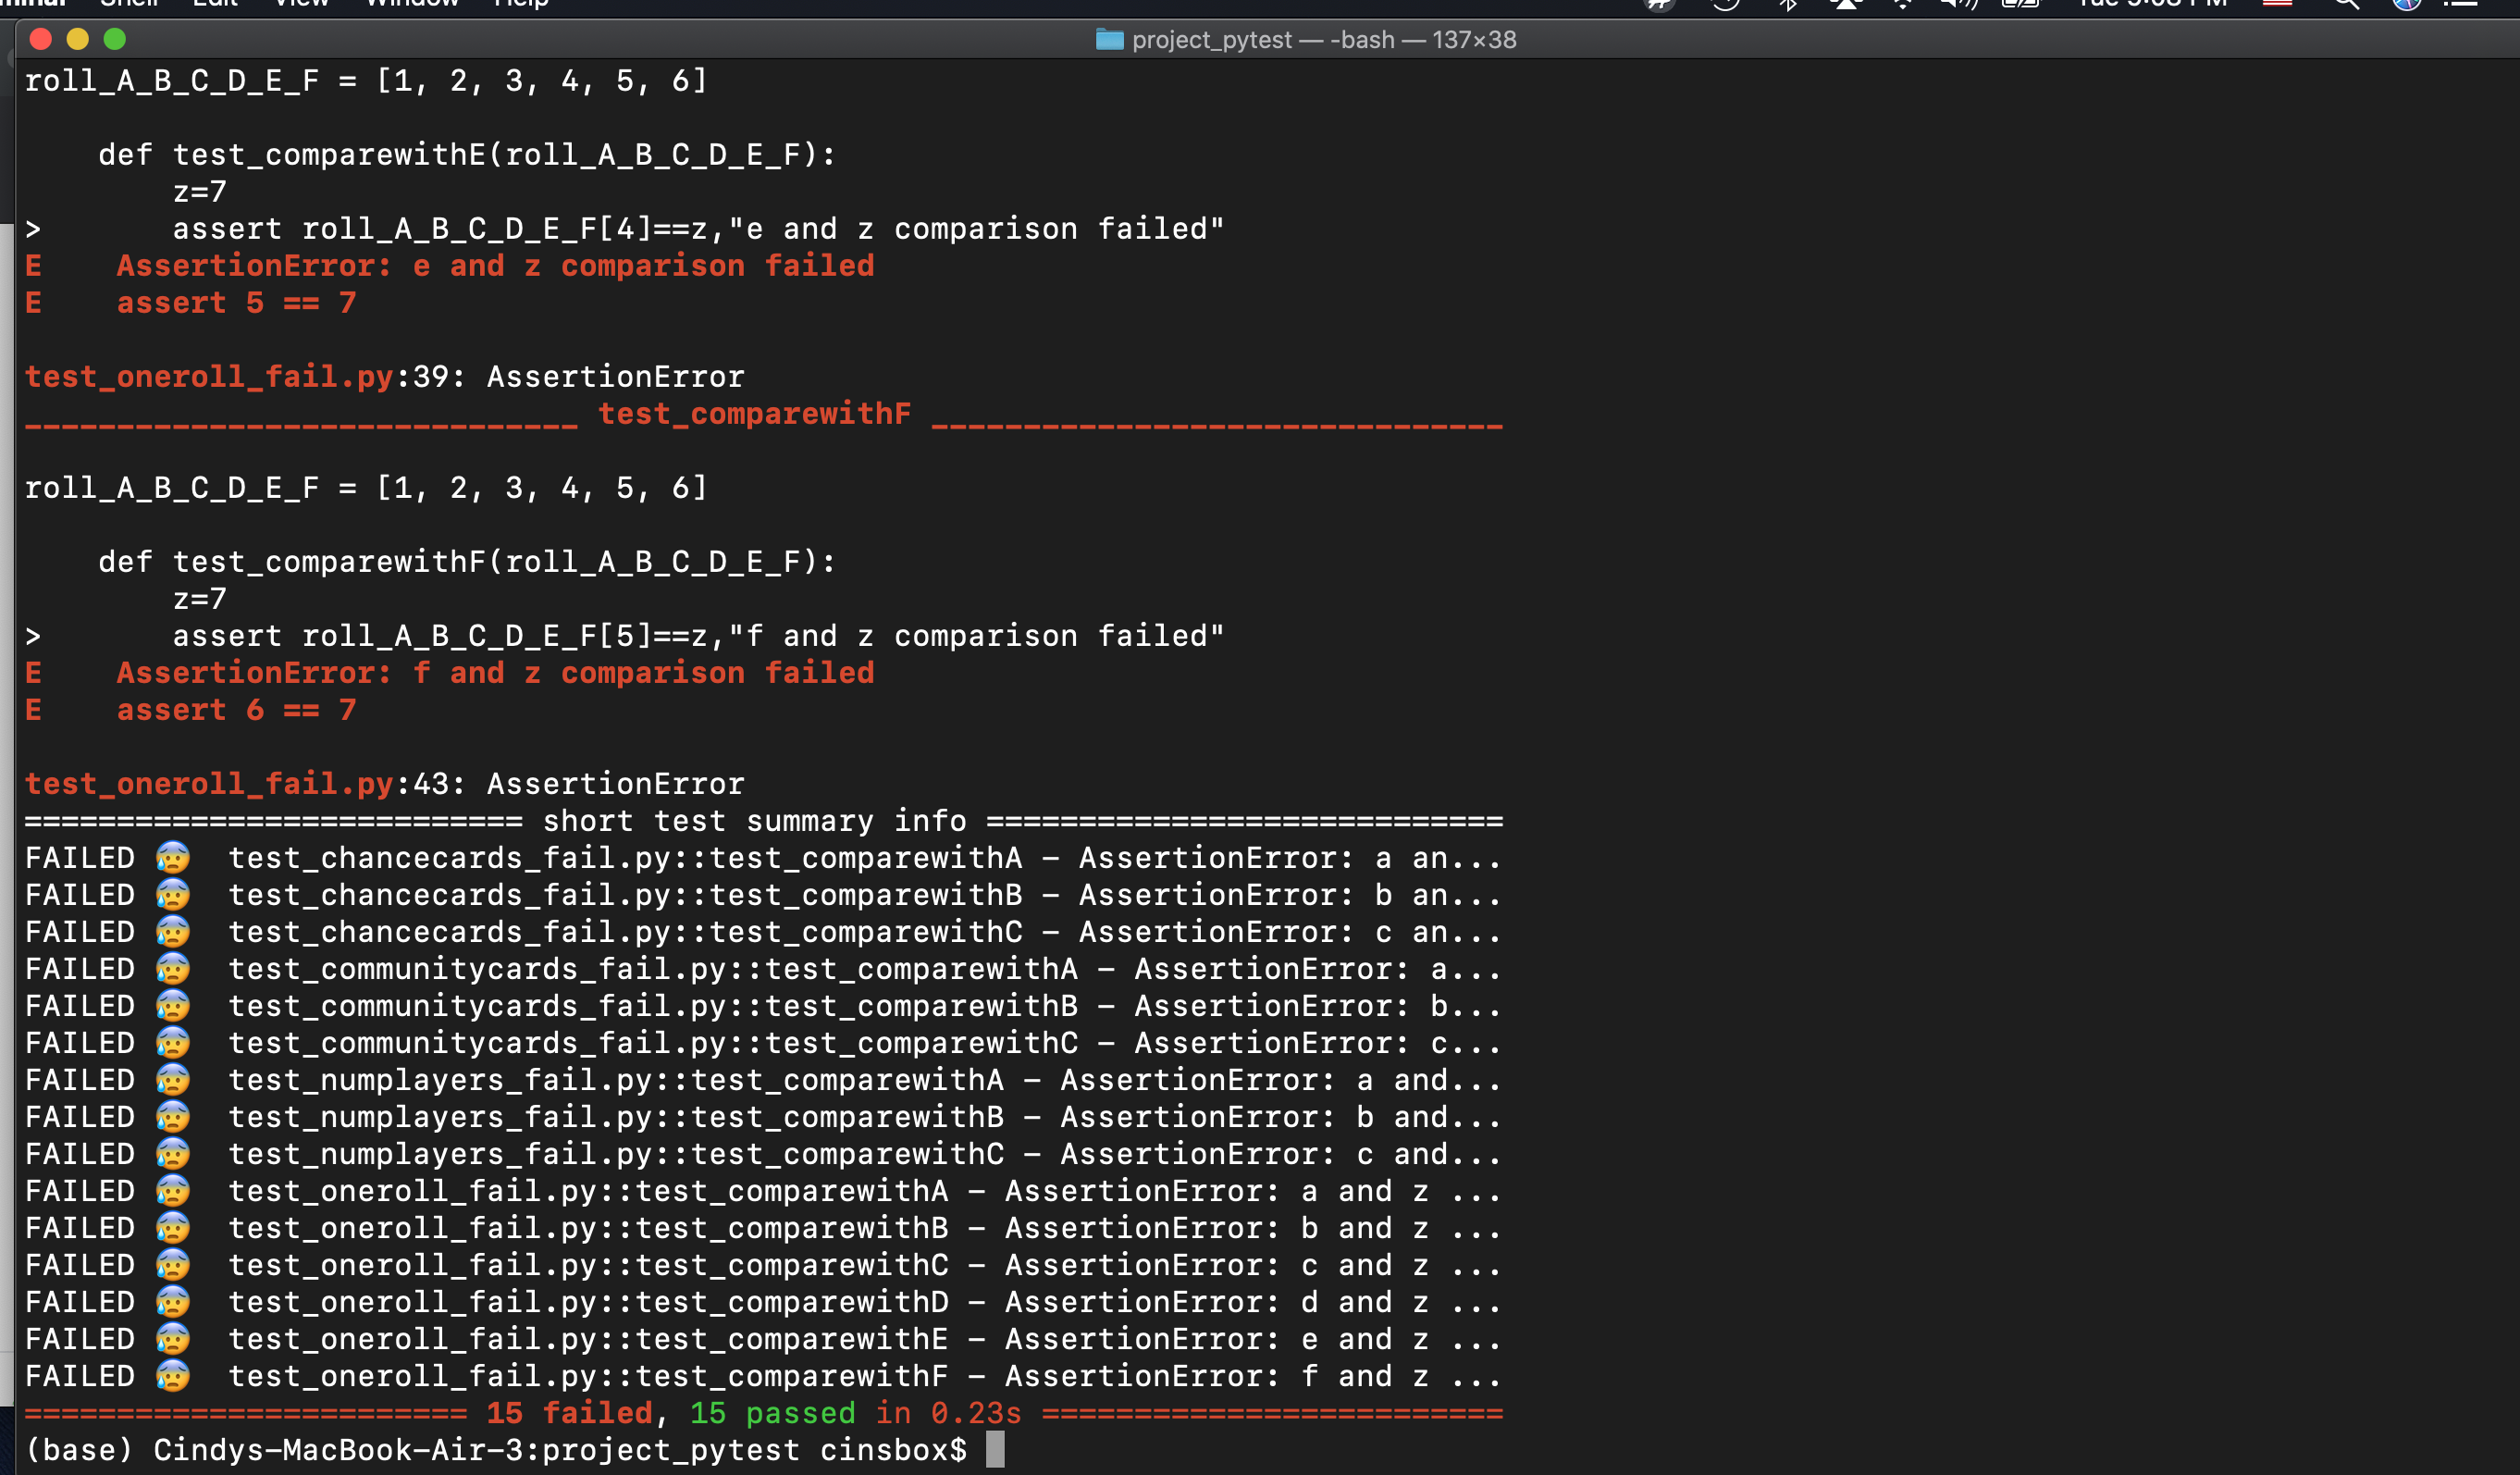 Shell Edit View Window Help
project_pytest — -bash — 137×38
roll_A_B_C_D_E_F = [1, 2, 3, 4, 5, 6]
def test_comparewithE(roll_A_B_C_D_E_F):
z=7
> assert roll_A_B_C_D_E_F[4]==z,"e and z comparison failed"
E AssertionError: e and z comparison failed
E assert 5 == 7
test_oneroll_fail.py:39: AssertionError
______________________________ test_comparewithF _______________________________
roll_A_B_C_D_E_F = [1, 2, 3, 4, 5, 6]
def test_comparewithF(roll_A_B_C_D_E_F):
z=7
> assert roll_A_B_C_D_E_F[5]==z,"f and z comparison failed"
E AssertionError: f and z comparison failed
E assert 6 == 7
test_oneroll_fail.py:43: AssertionError
=========================== short test summary info ============================
FAILED 😰 test_chancecards_fail.py::test_comparewithA - AssertionError: a an...
FAILED 😰 test_chancecards_fail.py::test_comparewithB - AssertionError: b an...
FAILED 😰 test_chancecards_fail.py::test_comparewithC - AssertionError: c an...
FAILED 😰 test_communitycards_fail.py::test_comparewithA - AssertionError: a...
FAILED 😰 test_communitycards_fail.py::test_comparewithB - AssertionError: b...
FAILED 😰 test_communitycards_fail.py::test_comparewithC - AssertionError: c...
FAILED 😰 test_numplayers_fail.py::test_comparewithA - AssertionError: a and...
FAILED 😰 test_numplayers_fail.py::test_comparewithB - AssertionError: b and...
FAILED 😰 test_numplayers_fail.py::test_comparewithC - AssertionError: c and...
FAILED 😰 test_oneroll_fail.py::test_comparewithA - AssertionError: a and z ...
FAILED 😰 test_oneroll_fail.py::test_comparewithB - AssertionError: b and z ...
FAILED 😰 test_oneroll_fail.py::test_comparewithC - AssertionError: c and z ...
FAILED 😰 test_oneroll_fail.py::test_comparewithD - AssertionError: d and z ...
FAILED 😰 test_oneroll_fail.py::test_comparewithE - AssertionError: e and z ...
FAILED 😰 test_oneroll_fail.py::test_comparewithF - AssertionError: f and z ...
======================== 15 failed, 15 passed in 0.23s =========================
(base) Cindys-MacBook-Air-3:project_pytest cinsbox$